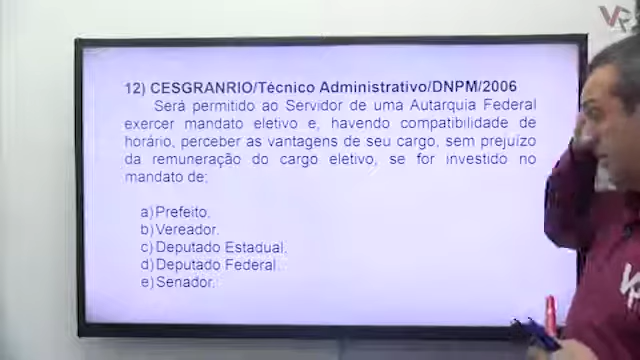 VR
12) CESGRANRIO/Técnico Administrativo/DNPM/2006
Será permitido ao Servidor de uma Autarquia Federal
exercer mandato eletivo e, havendo compatibilidade de
horário, perceber as vantagens de seu cargo, sem prejuízo
da remuneração do cargo eletivo, se for investido no
mandato de:
a) Prefeito.
b) Vereador.
c) Deputado Estadual.
d) Deputado Federal.
e) Senador.